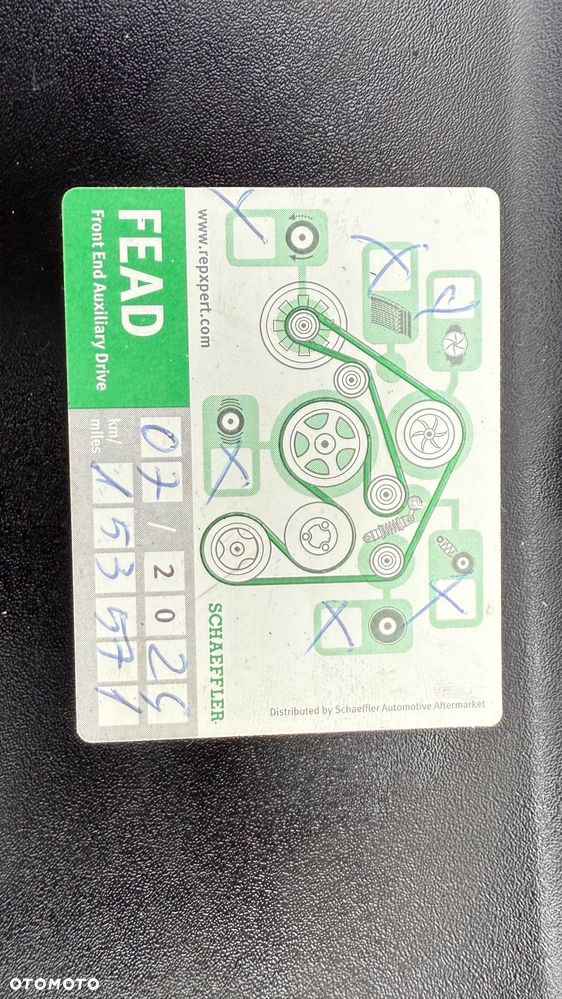 FEAD
Front End Auxiliary Drive
www.repxpert.com
07 / 2025
km/
miles
153571
SCHAEFFLER
Distributed by Schaeffler Automotive Aftermarket
OTOMOTO